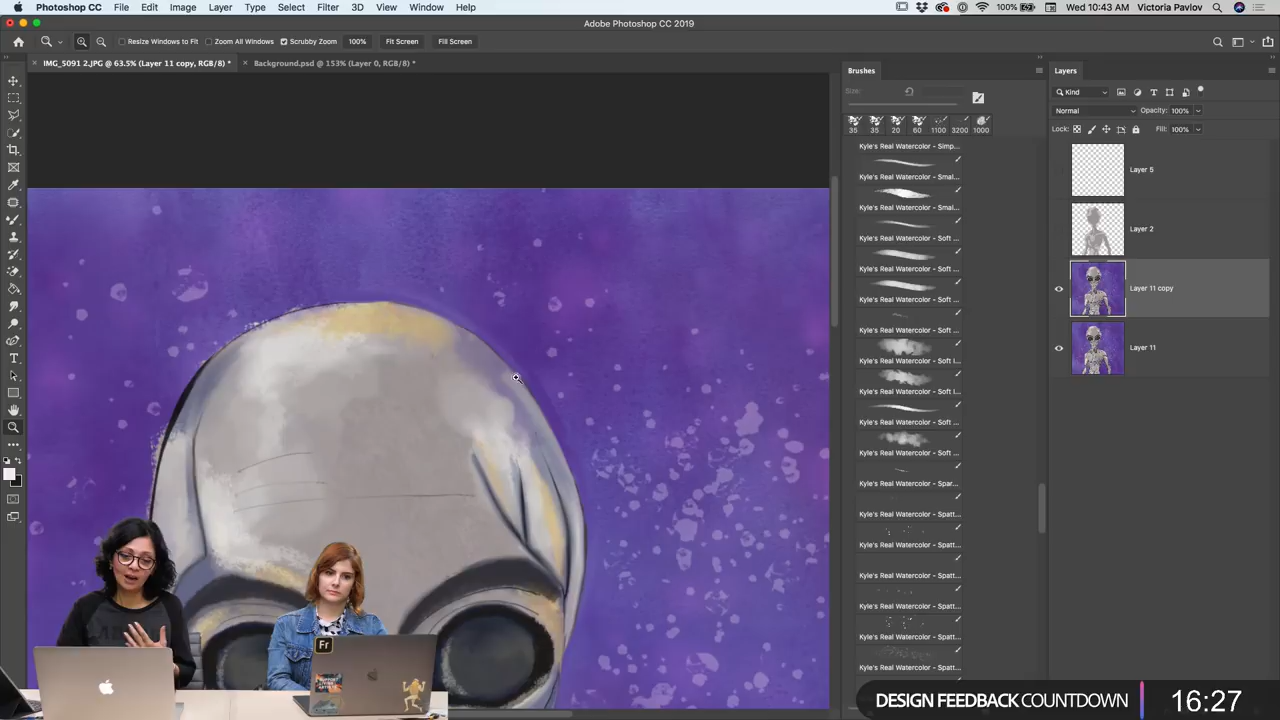 Photoshop CC File Edit Image Layer Type Select Filter 3D View Window Help 100% Wed 10:43 AM Victoria Pavlov
Adobe Photoshop CC 2019
Resize Windows to Fit Zoom All Windows Scrubby Zoom 100% Fit Screen Fill Screen
IMG_5091 2.JPG @ 63.5% (Layer 11 copy, RGB/8) * Background.psd @ 153% (Layer 0, RGB/8) *
Brushes
Size:
35 35 20 60 1100 3200 1000
Kyle's Real Watercolor - Simp...
Kyle's Real Watercolor - Smal...
Kyle's Real Watercolor - Smal...
Kyle's Real Watercolor - Soft ...
Kyle's Real Watercolor - Soft ...
Kyle's Real Watercolor - Soft ...
Kyle's Real Watercolor - Soft ...
Kyle's Real Watercolor - Soft i...
Kyle's Real Watercolor - Soft i...
Kyle's Real Watercolor - Soft ...
Kyle's Real Watercolor - Soft ...
Kyle's Real Watercolor - Spar...
Kyle's Real Watercolor - Spatt...
Kyle's Real Watercolor - Spatt...
Kyle's Real Watercolor - Spatt...
Kyle's Real Watercolor - Spatt...
Kyle's Real Watercolor - Spatt...
Kyle's Real Watercolor - Spatt...
Layers
Kind
Normal Opacity: 100%
Lock: Fill: 100%
Layer 5
Layer 2
Layer 11 copy
Layer 11
Fr
DESIGN FEEDBACK COUNTDOWN 16:27